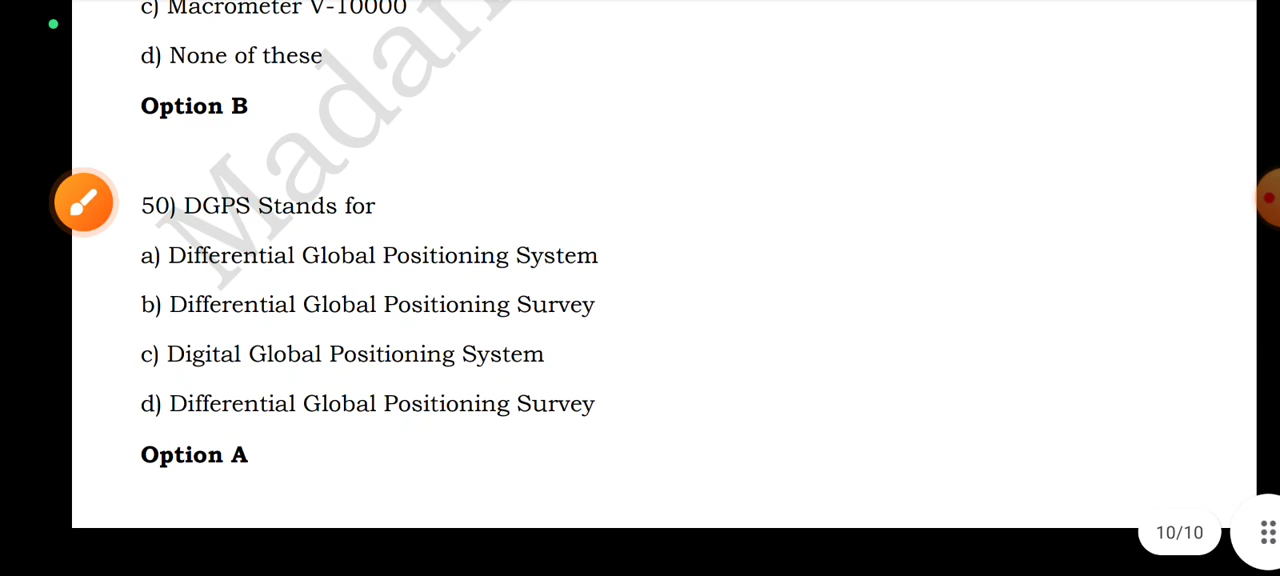 c) Macrometer V-10000
d) None of these
Option B
50) DGPS Stands for
a) Differential Global Positioning System
b) Differential Global Positioning Survey
c) Digital Global Positioning System
d) Differential Global Positioning Survey
Option A
Madan
10/10